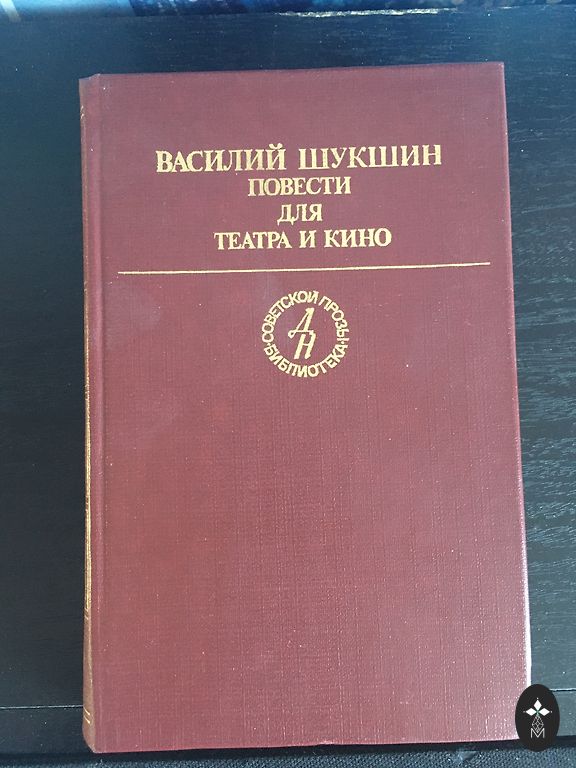 ВАСИЛИЙ ШУКШИН
ПОВЕСТИ
ДЛЯ
ТЕАТРА И КИНО
СОВЕТСКОЙ ПРОЗЫ
БИБЛИОТЕКА
ДН
М